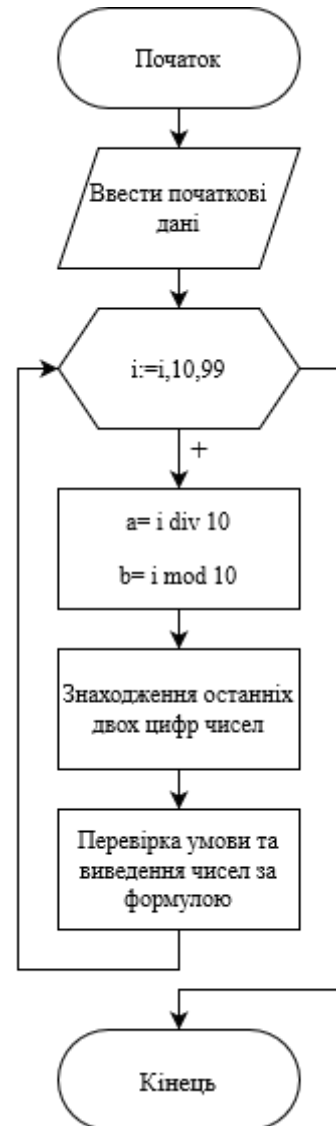 Початок
Ввести початкові
дані
i:=i,10,99
+
a= i div 10
b= i mod 10
Знаходження останніх
двох цифр чисел
Перевірка умови та
виведення чисел за
формулою
Кінець